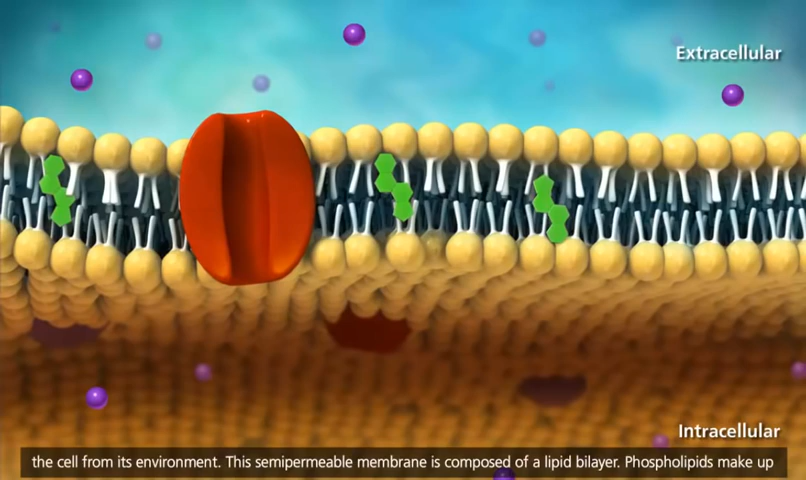 Extracellular
Intracellular
the cell from its environment. This semipermeable membrane is composed of a lipid bilayer. Phospholipids make up